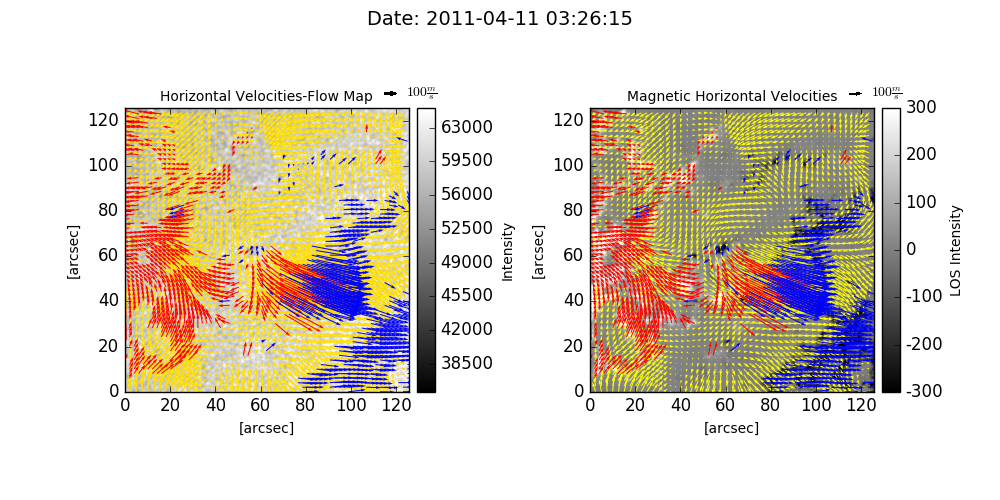 Date: 2011-04-11 03:26:15
Horizontal Velocities-Flow Map
100 m/s
Magnetic Horizontal Velocities
100 m/s
120
100
80
60
40
20
0
[arcsec]
0 20 40 60 80 100 120
[arcsec]
63000
59500
56000
52500
49000
45500
42000
38500
Intensity
120
100
80
60
40
20
0
[arcsec]
0 20 40 60 80 100 120
[arcsec]
300
200
100
0
-100
-200
-300
LOS Intensity